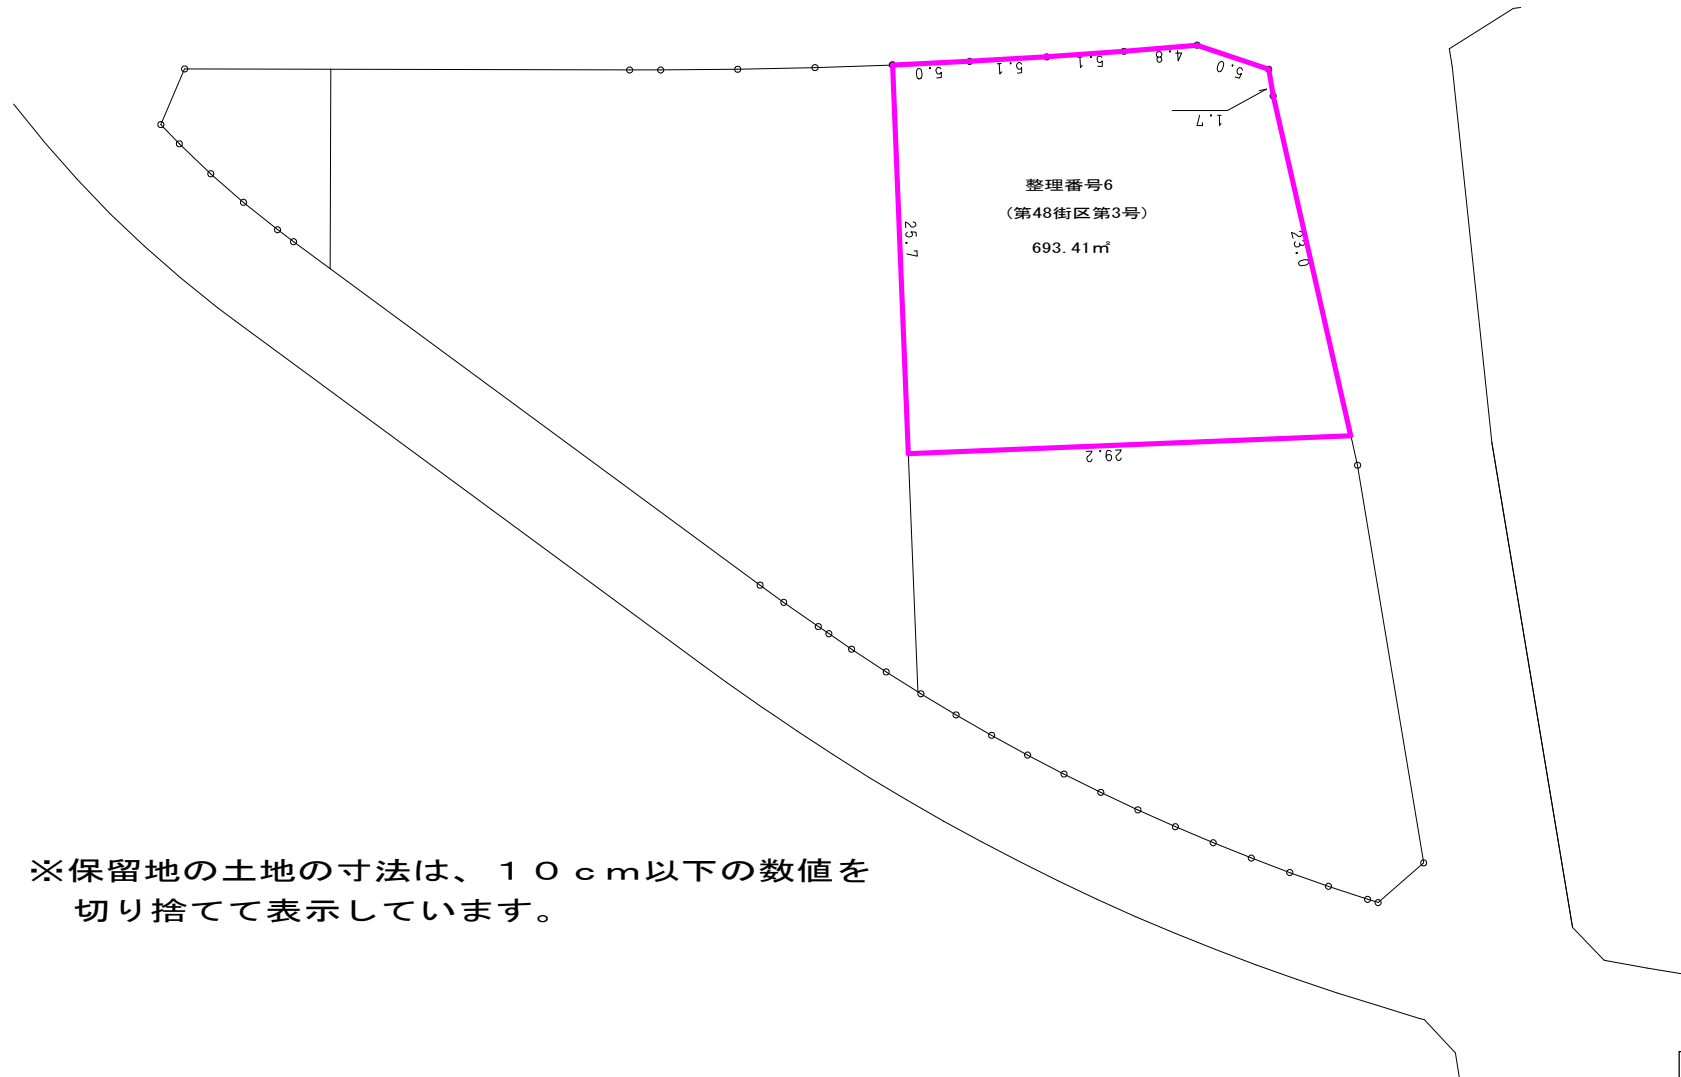 5.0
5.1
5.1
4.8
5.0
1.7
整理番号6
(第48街区第3号)
693.41㎡
25.7
23.0
29.2
※保留地の土地の寸法は、10cm以下の数値を
切り捨てて表示しています。